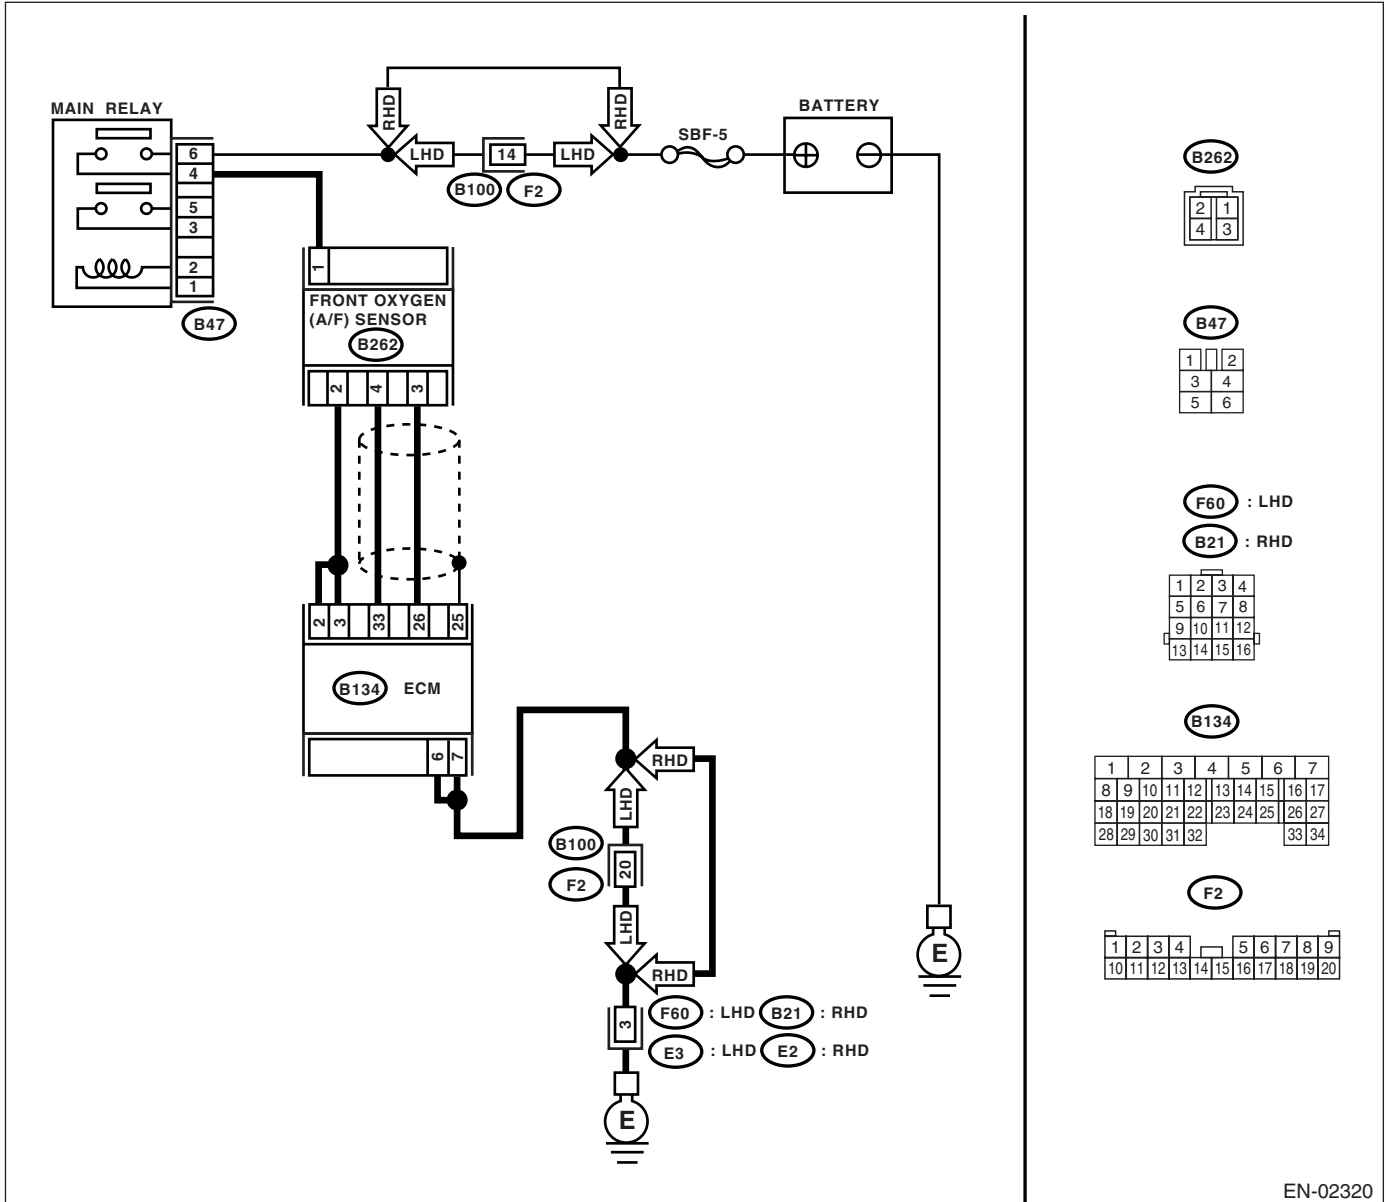 MAIN RELAY
6
4
5
3
2
1
B47
RHD
RHD
LHD
14
LHD
B100
F2
SBF-5
BATTERY
1
FRONT OXYGEN
(A/F) SENSOR
B262
2
4
3
2
3
33
26
25
B134 ECM
6
7
RHD
LHD
B100
20
F2
LHD
RHD
3
F60 : LHD B21 : RHD
E3 : LHD E2 : RHD
E
E
B262
2 1
4 3
B47
1 2
3 4
5 6
F60 : LHD
B21 : RHD
1 2 3 4
5 6 7 8
9 10 11 12
13 14 15 16
B134
1 2 3 4 5 6 7
8 9 10 11 12 13 14 15 16 17
18 19 20 21 22 23 24 25 26 27
28 29 30 31 32 33 34
F2
1 2 3 4 5 6 7 8 9
10 11 12 13 14 15 16 17 18 19 20
EN-02320